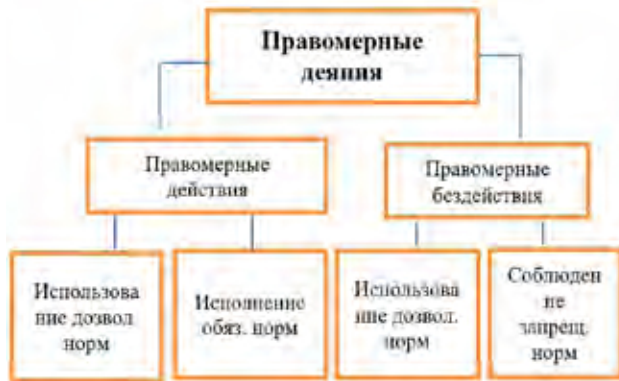 Правомерные
деяния
Правомерные
действия
Правомерные
бездействия
Использова
ние дозвол.
норм
Исполнение
обяз. норм
Использова
ние дозвол.
норм
Соблюден
ие
запрещ.
норм